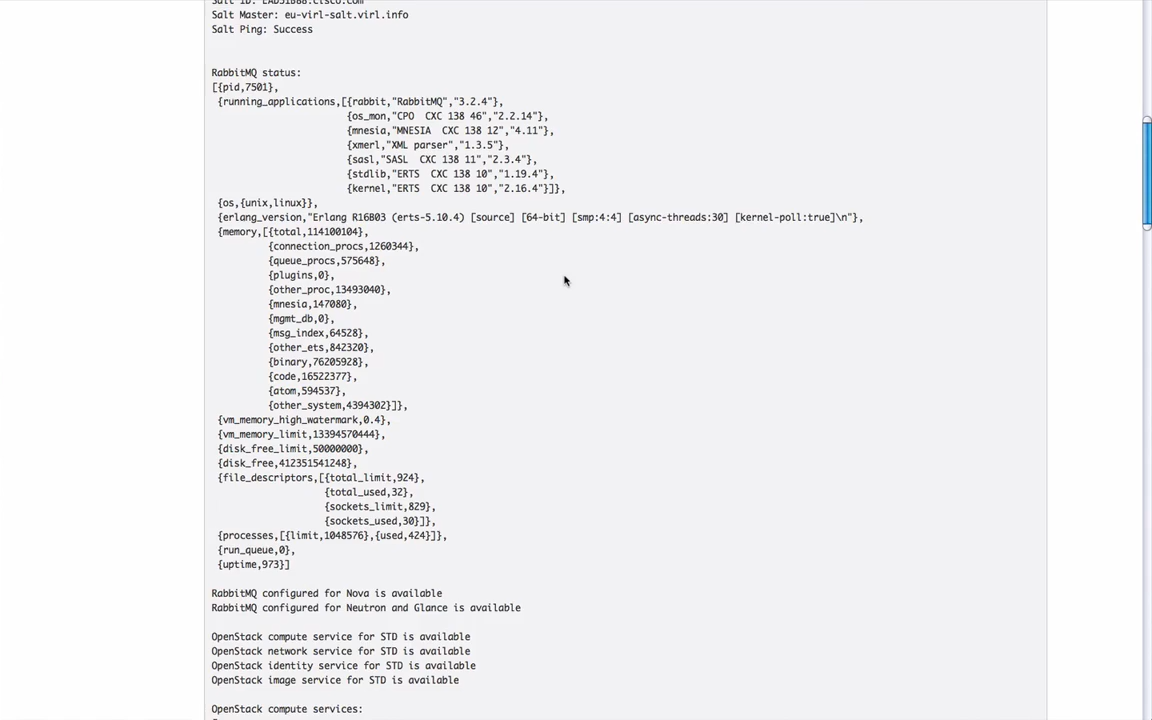 Salt ID: EAD51B88.cisco.com
Salt Master: eu-virl-salt.virl.info
Salt Ping: Success
RabbitMQ status:
[{pid,7501},
{running_applications,[{rabbit,"RabbitMQ","3.2.4"},
{os_mon,"CPO  CXC 138 46","2.2.14"},
{mnesia,"MNESIA  CXC 138 12","4.11"},
{xmerl,"XML parser","1.3.5"},
{sasl,"SASL  CXC 138 11","2.3.4"},
{stdlib,"ERTS  CXC 138 10","1.19.4"},
{kernel,"ERTS  CXC 138 10","2.16.4"}]},
{os,{unix,linux}},
{erlang_version,"Erlang R16B03 (erts-5.10.4) [source] [64-bit] [smp:4:4] [async-threads:30] [kernel-poll:true]\n"},
{memory,[{total,114100104},
{connection_procs,1260344},
{queue_procs,575648},
{plugins,0},
{other_proc,13493040},
{mnesia,147080},
{mgmt_db,0},
{msg_index,64528},
{other_ets,842320},
{binary,76205928},
{code,16522377},
{atom,594537},
{other_system,4394302}]},
{vm_memory_high_watermark,0.4},
{vm_memory_limit,13394570444},
{disk_free_limit,50000000},
{disk_free,412351541248},
{file_descriptors,[{total_limit,924},
{total_used,32},
{sockets_limit,829},
{sockets_used,30}]},
{processes,[{limit,1048576},{used,424}]},
{run_queue,0},
{uptime,973}]
RabbitMQ configured for Nova is available
RabbitMQ configured for Neutron and Glance is available
OpenStack compute service for STD is available
OpenStack network service for STD is available
OpenStack identity service for STD is available
OpenStack image service for STD is available
OpenStack compute services: